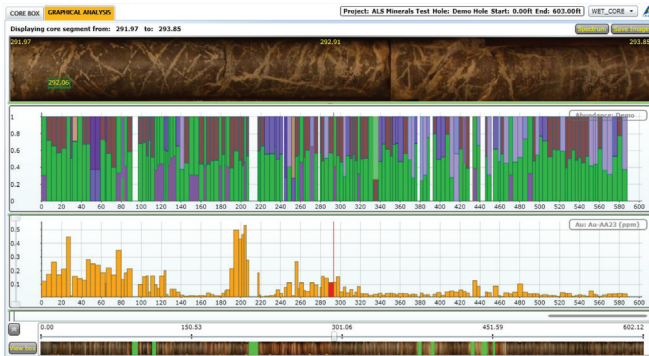 CORE BOX GRAPHICAL ANALYSIS Project: ALS Minerals Test Hole: Demo Hole Start: 0.00ft End: 603.00ft WET_CORE
Displaying core segment from: 291.97 to: 293.85 Spectrum Save Image
291.97 292.91 293.85
292.06
Abundance: Demo
1
0.8
0.6
0.4
0.2
0
0 20 40 60 80 100 120 140 160 180 200 220 240 260 280 300 320 340 360 380 400 420 440 460 480 500 520 540 560 580 600
Au: Au-AA23 (ppm)
0.5
0.4
0.3
0.2
0.1
0 20 40 60 80 100 120 140 160 180 200 220 240 260 280 300 320 340 360 380 400 420 440 460 480 500 520 540 560 580 600
0.00 150.53 301.06 451.59 602.12
View box